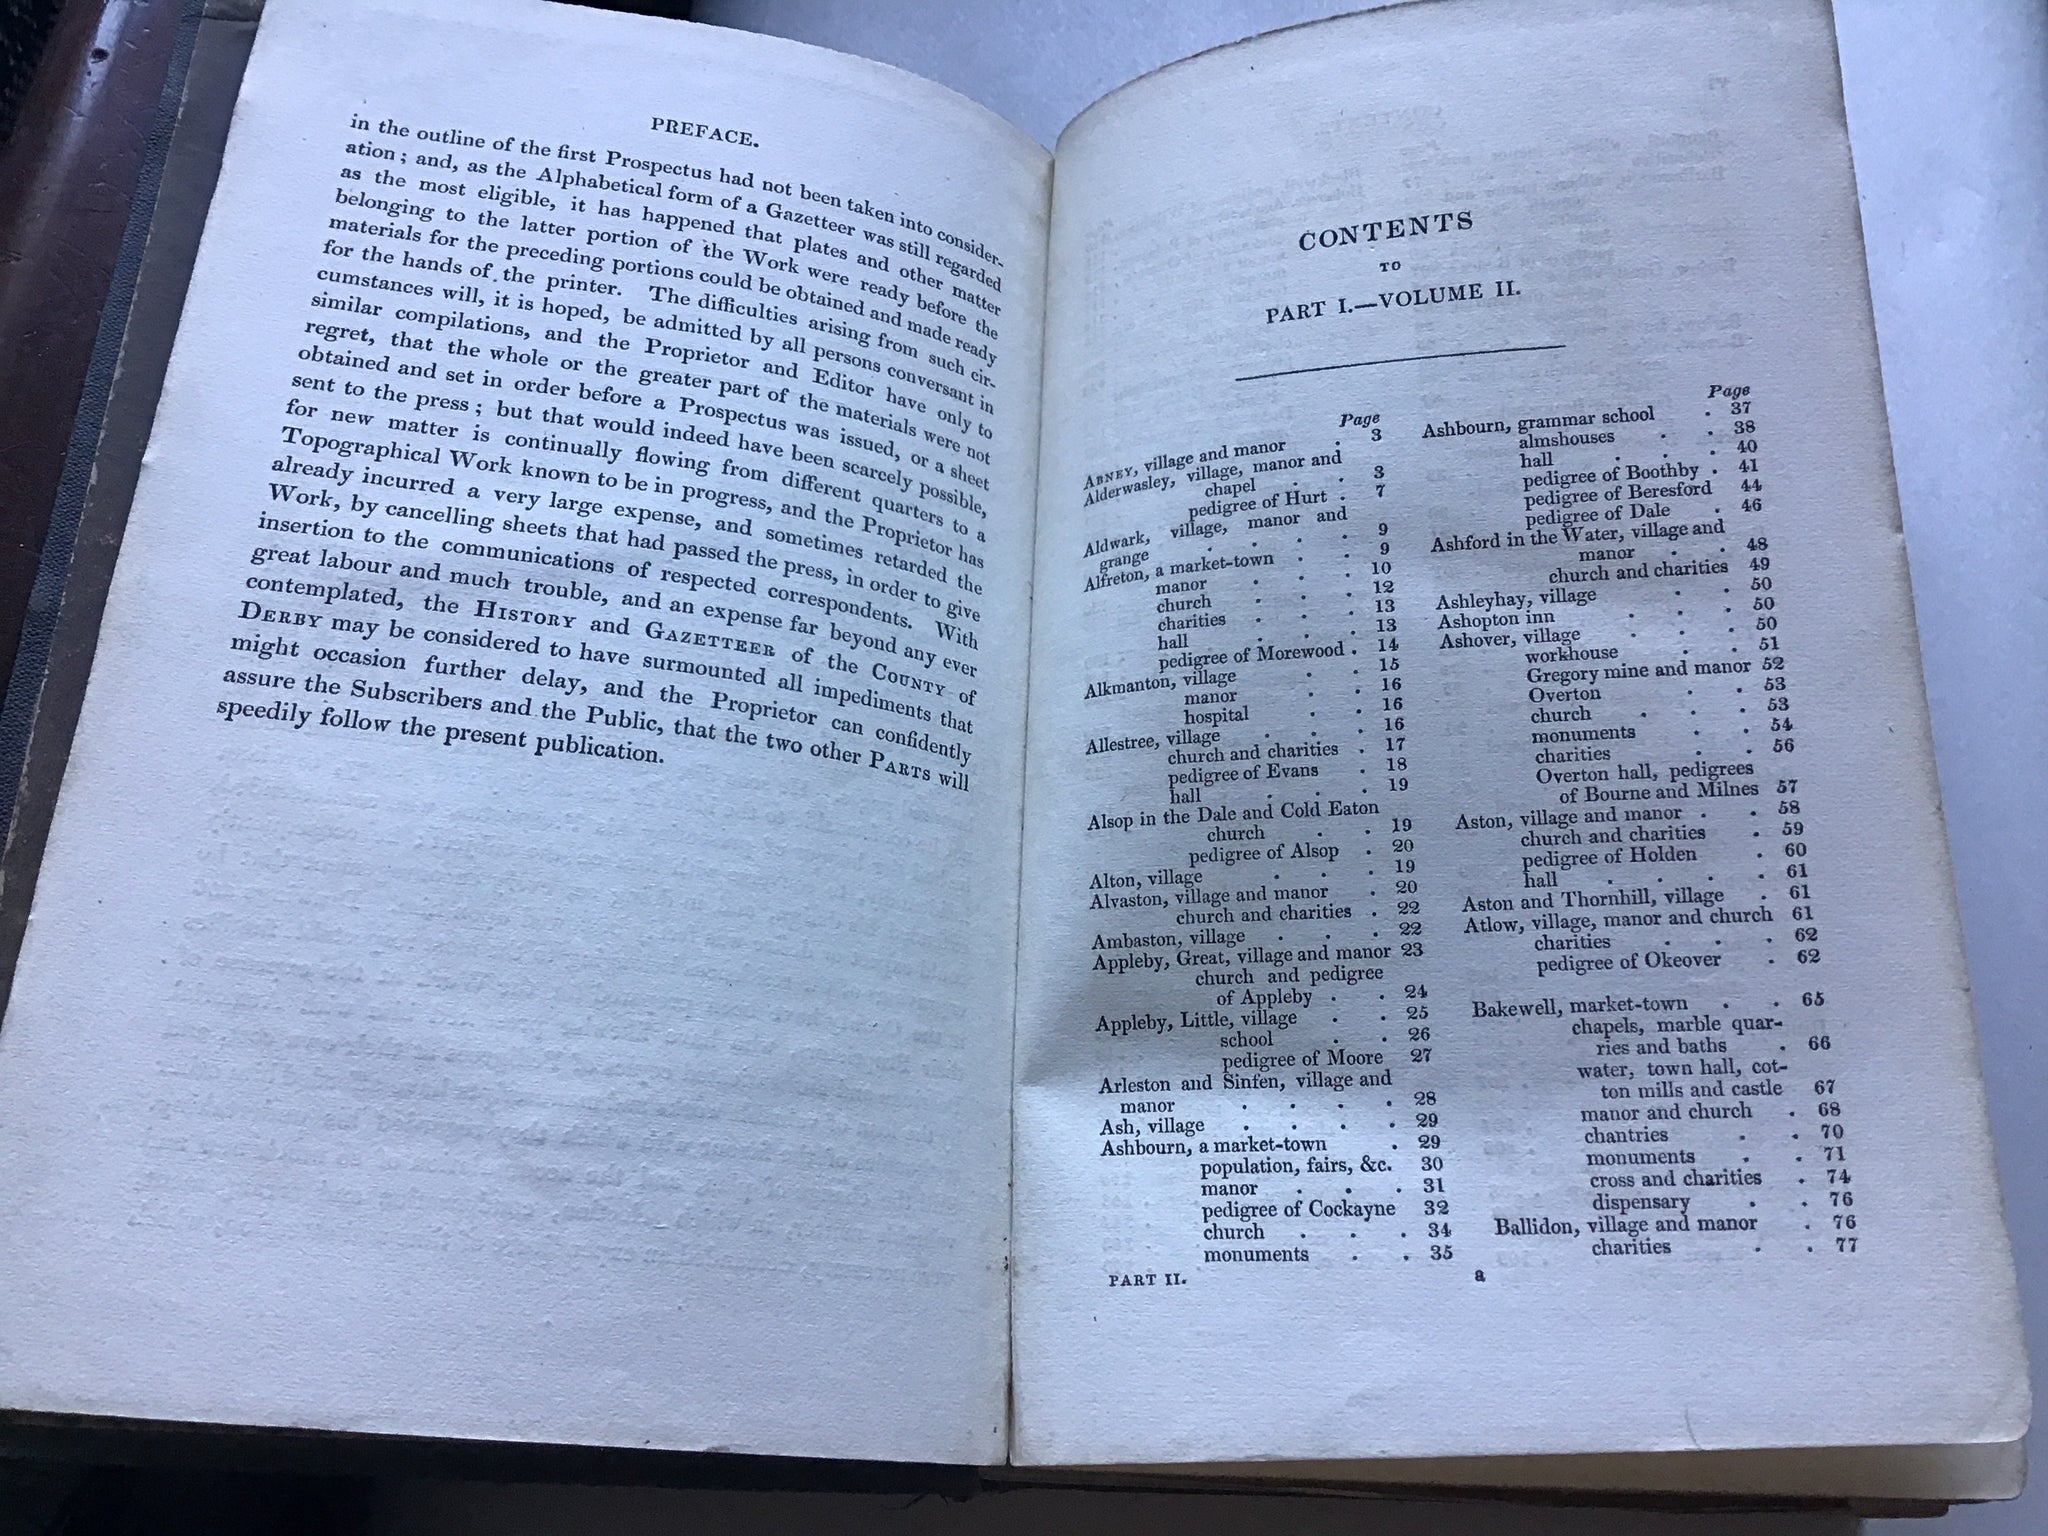 PREFACE.
in the outline of the first Prospectus had not been taken into consider-
ation; and, as the Alphabetical form of a Gazetteer was still regarded
as the most eligible, it has happened that plates and other matter
belonging to the latter portion of the Work were ready before the
materials for the preceding portions could be obtained and made ready
for the hands of the printer. The difficulties arising from such cir-
cumstances will, it is hoped, be admitted by all persons conversant in
similar compilations, and the Proprietor and Editor have only to
regret, that the whole or the greater part of the materials were not
obtained and set in order before a Prospectus was issued, or a sheet
sent to the press; but that would indeed have been scarcely possible,
for new matter is continually flowing from different quarters to a
Topographical Work known to be in progress, and the Proprietor has
already incurred a very large expense, and sometimes retarded the
Work, by cancelling sheets that had passed the press, in order to give
insertion to the communications of respected correspondents. With
great labour and much trouble, and an expense far beyond any ever
contemplated, the HISTORY and GAZETTEER of the COUNTY of
DERBY may be considered to have surmounted all impediments that
might occasion further delay, and the Proprietor can confidently
assure the Subscribers and the Public, that the two other PARTS will
speedily follow the present publication.
CONTENTS
TO
PART I.—VOLUME II.
Page
ABNEY, village and manor . 3
Alderwasley, village, manor and
chapel . . 3
pedigree of Hurt . 7
Aldwark, village, manor and
grange . . . . 9
Alfreton, a market-town . . 9
manor . . . 10
church . . . 12
charities . . . 13
hall . . . 13
pedigree of Morewood . 14
Alkmanton, village . . 15
manor . . 16
hospital . . 16
Allestree, village . . . 16
church and charities . 17
pedigree of Evans . 18
hall . . . 19
Alsop in the Dale and Cold Eaton
church . . 19
pedigree of Alsop . 20
Alton, village . . . 19
Alvaston, village and manor . 20
church and charities . 22
Ambaston, village . . . 22
Appleby, Great, village and manor 23
church and pedigree
of Appleby . . 24
Appleby, Little, village . . 25
school . . 26
pedigree of Moore 27
Arleston and Sinfen, village and
manor . . . . 28
Ash, village . . . . 29
Ashbourn, a market-town . 29
population, fairs, &c. 30
manor . . . 31
pedigree of Cockayne 32
church . . . 34
monuments . . 35
PART II.
Page
Ashbourn, grammar school . 37
almshouses . . 38
hall . . . 40
pedigree of Boothby . 41
pedigree of Beresford 44
pedigree of Dale . 46
Ashford in the Water, village and
manor . . 48
church and charities 49
Ashleyhay, village . . 50
Ashopton inn . . . 50
Ashover, village . . . 50
workhouse . . 51
Gregory mine and manor 52
Overton . . 53
church . . . 53
monuments . . 54
charities . . 56
Overton hall, pedigrees
of Bourne and Milnes 57
Aston, village and manor . . 58
church and charities . 59
pedigree of Holden . 60
hall . . . . 61
Aston and Thornhill, village . 61
Atlow, village, manor and church 61
charities . . . 62
pedigree of Okeover . 62
Bakewell, market-town . . 65
chapels, marble quar-
ries and baths . 66
water, town hall, cot-
ton mills and castle 67
manor and church . 68
chantries . . 70
monuments . . 71
cross and charities . 74
dispensary . . 76
Ballidon, village and manor . 76
charities . . 77
a